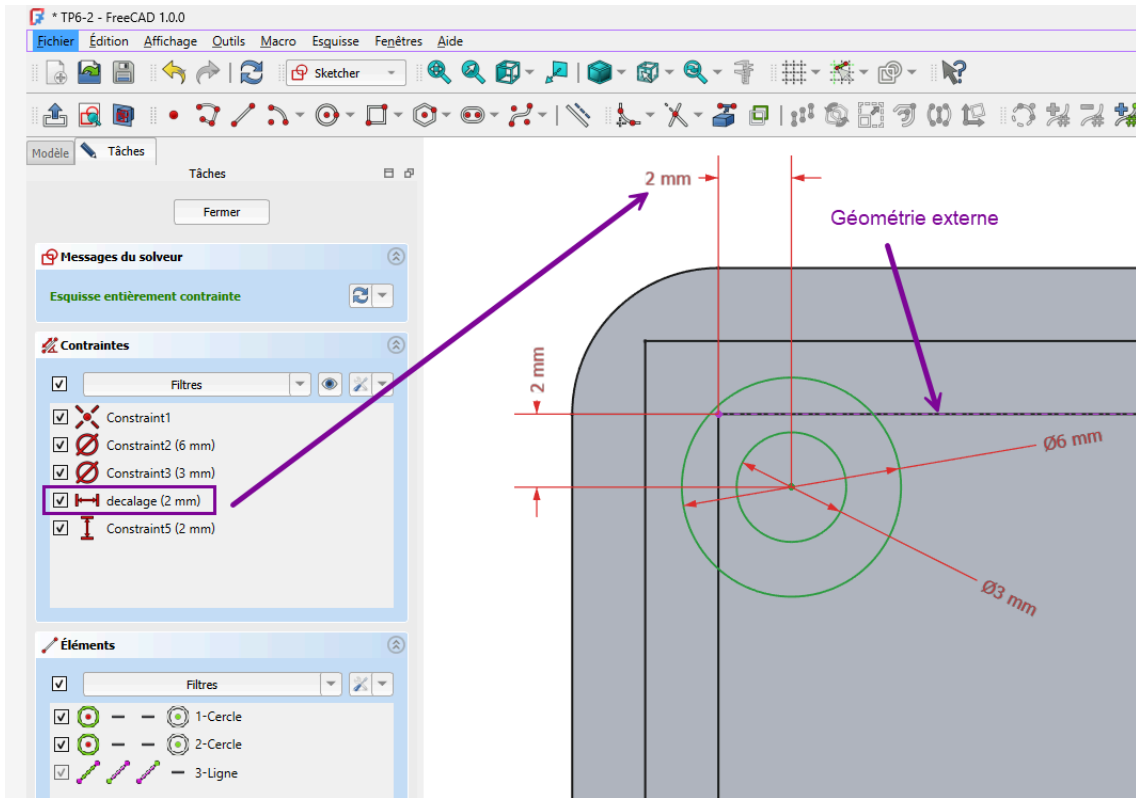 * TP6-2 - FreeCAD 1.0.0
Fichier Édition Affichage Outils Macro Esquisse Fenêtres Aide
Sketcher
Modèle Tâches
Tâches
Fermer
Messages du solveur
Esquisse entièrement contrainte
Contraintes
Filtres
Constraint1
Constraint2 (6 mm)
Constraint3 (3 mm)
decalage (2 mm)
Constraint5 (2 mm)
Éléments
Filtres
1-Cercle
2-Cercle
3-Ligne
2 mm
Géométrie externe
2 mm
Ø6 mm
Ø3 mm